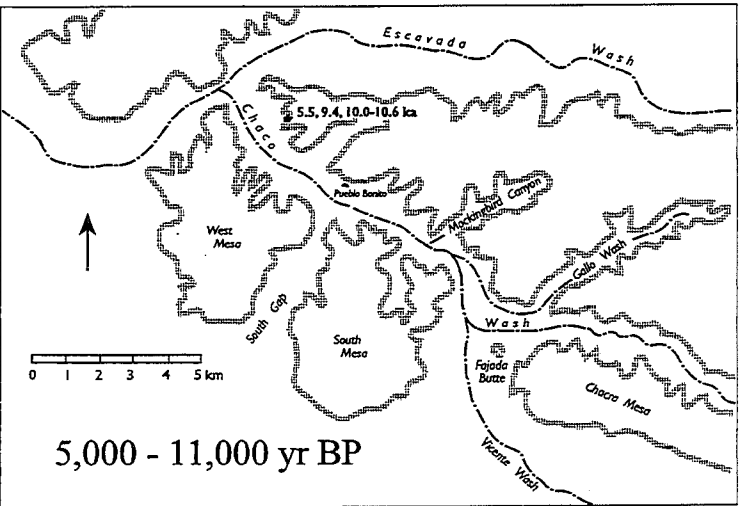 Escavada Wash
Chaco
5.5, 9.4, 10.0-10.6 ka
Pueblo Bonito
Mockingbird Canyon
West
Mesa
Gallo Wash
South Gap
South
Mesa
Wash
Fajada
Butte
Chacra Mesa
0 1 2 3 4 5 km
Vicente
Wash
5,000 - 11,000 yr BP